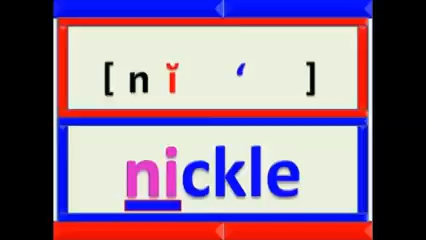 [ n ĭ ‘ ]
nickle